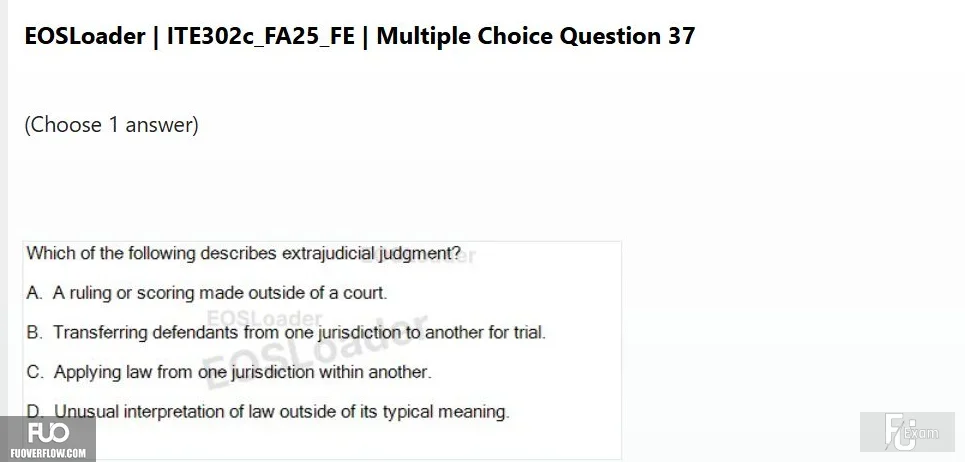 EOSLoader | ITE302c_FA25_FE | Multiple Choice Question 37
(Choose 1 answer)
Which of the following describes extrajudicial judgment?
A. A ruling or scoring made outside of a court.
EOSLoader
B. Transferring defendants from one jurisdiction to another for trial.
EOSLoader
C. Applying law from one jurisdiction within another.
D. Unusual interpretation of law outside of its typical meaning.
FUO
FUOVERFLOW.COM
FU Exam